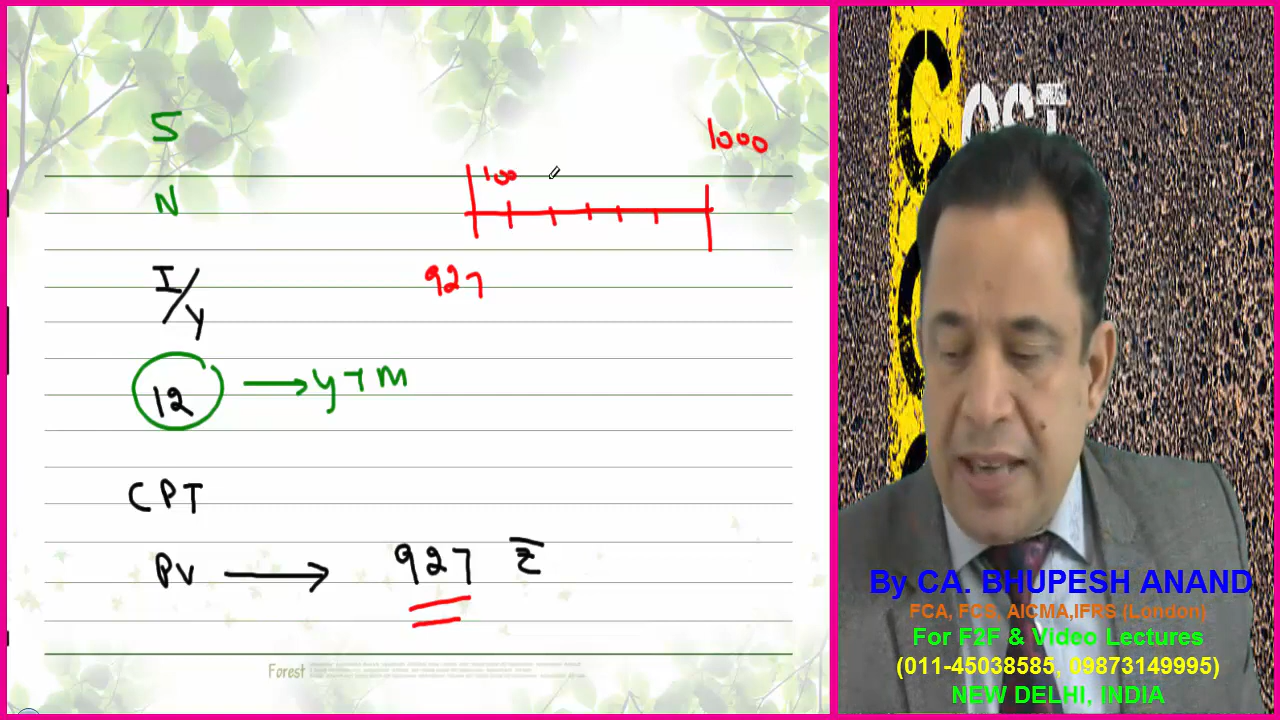 5
N
I/Y
12 → Y T M
CPT
PV → 927 ₹
100
1000
927
Forest
COST
By CA. BHUPESH ANAND
FCA, FCS, AICMA,IFRS (London)
For F2F & Video Lectures
(011-45038585, 09873149995)
NEW DELHI, INDIA